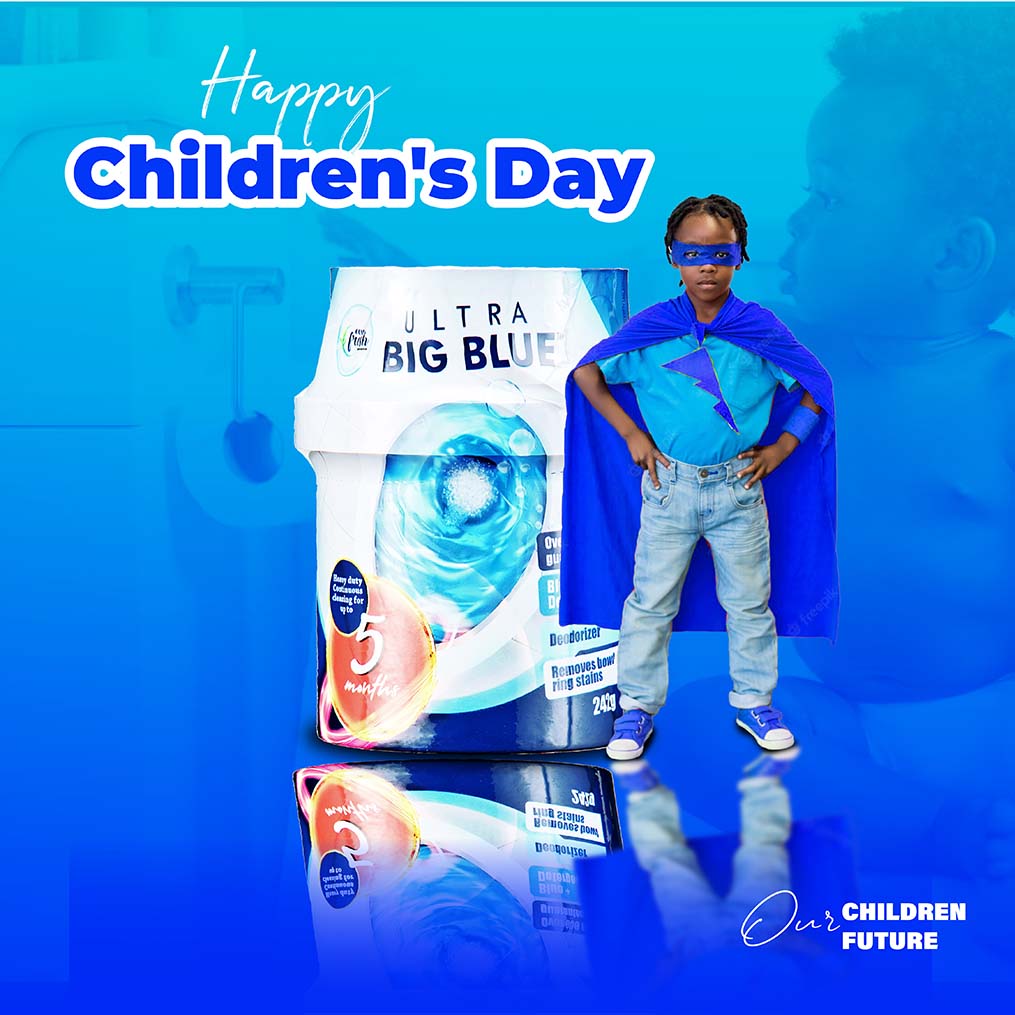 Happy
Children's Day
ULTRA
BIG BLUE
Heavy duty
Continuous
cleaning for
up to
5
months
Deodorizer
Removes bowl
ring stains
242g
Our CHILDREN
FUTURE